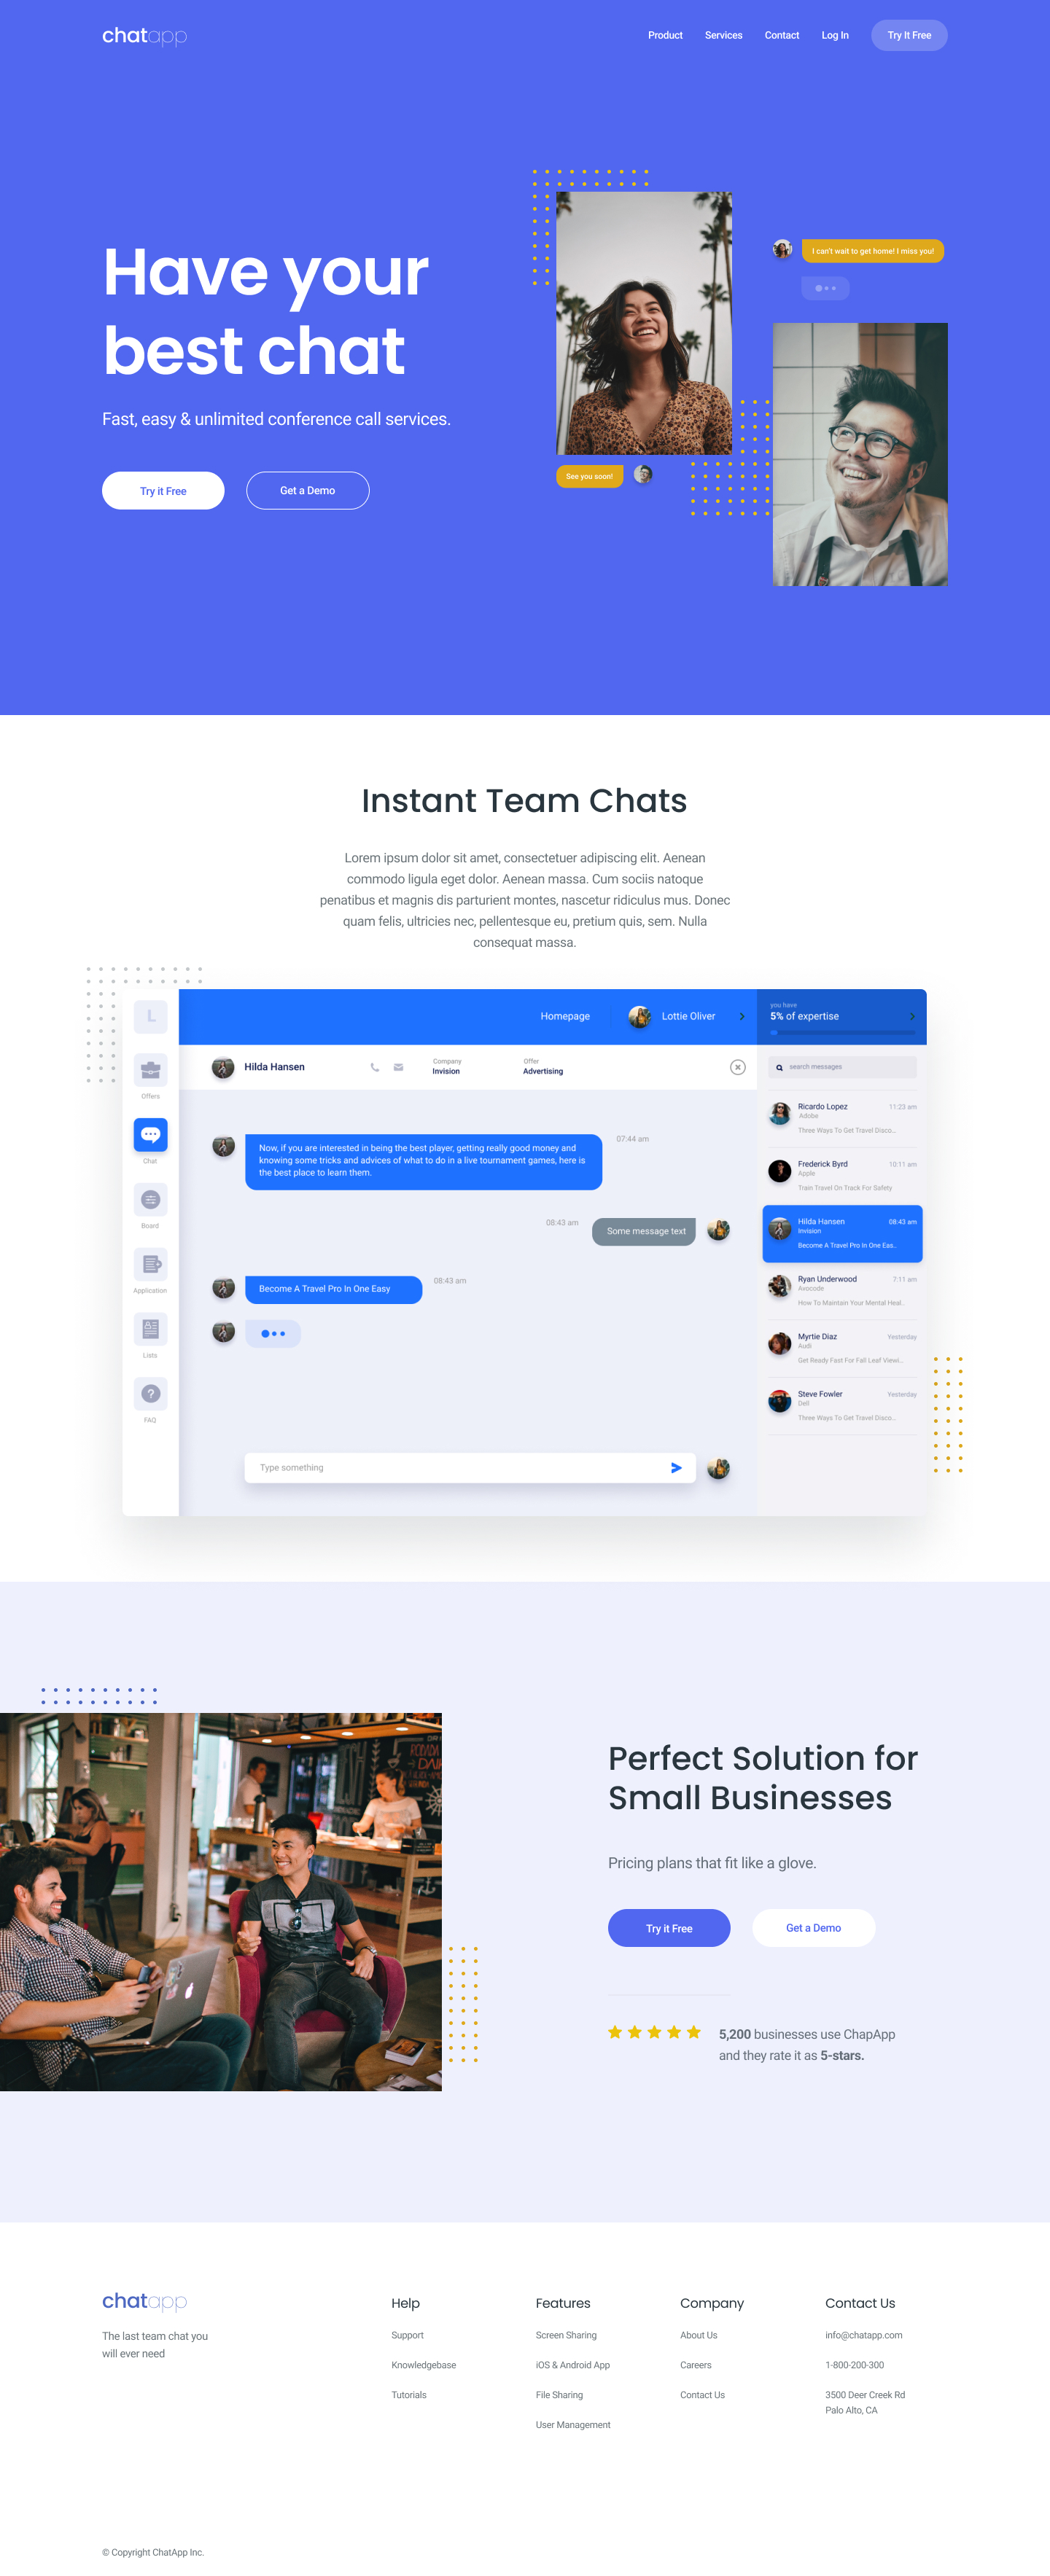 chatapp
Product
Services
Contact
Log In
Try It Free
Have your
best chat
Fast, easy & unlimited conference call services.
Try it Free
Get a Demo
I can't wait to get home! I miss you!
See you soon!
Instant Team Chats
Lorem ipsum dolor sit amet, consectetuer adipiscing elit. Aenean
commodo ligula eget dolor. Aenean massa. Cum sociis natoque
penatibus et magnis dis parturient montes, nascetur ridiculus mus. Donec
quam felis, ultricies nec, pellentesque eu, pretium quis, sem. Nulla
consequat massa.
L
Offers
Chat
Board
Application
Lists
FAQ
Homepage
Lottie Oliver
you have
5% of expertise
Hilda Hansen
Company
Invision
Offer
Advertising
search messages
Now, if you are interested in being the best player, getting really good money and
knowing some tricks and advices of what to do in a live tournament games, here is
the best place to learn them.
07:44 am
08:43 am
Some message text
Become A Travel Pro In One Easy
08:43 am
Type something
Ricardo Lopez
11:23 am
Adobe
Three Ways To Get Travel Disco...
Frederick Byrd
10:11 am
Apple
Train Travel On Track For Safety
Hilda Hansen
08:43 am
Invision
Become A Travel Pro In One Eas..
Ryan Underwood
7:11 am
Avocode
How To Maintain Your Mental Heal..
Myrtie Diaz
Yesterday
Audi
Get Ready Fast For Fall Leaf Viewi...
Steve Fowler
Yesterday
Dell
Three Ways To Get Travel Disco...
Perfect Solution for
Small Businesses
Pricing plans that fit like a glove.
Try it Free
Get a Demo
5,200 businesses use ChapApp
and they rate it as 5-stars.
chatapp
The last team chat you
will ever need
Help
Support
Knowledgebase
Tutorials
Features
Screen Sharing
iOS & Android App
File Sharing
User Management
Company
About Us
Careers
Contact Us
Contact Us
info@chatapp.com
1-800-200-300
3500 Deer Creek Rd
Palo Alto, CA
© Copyright ChatApp Inc.